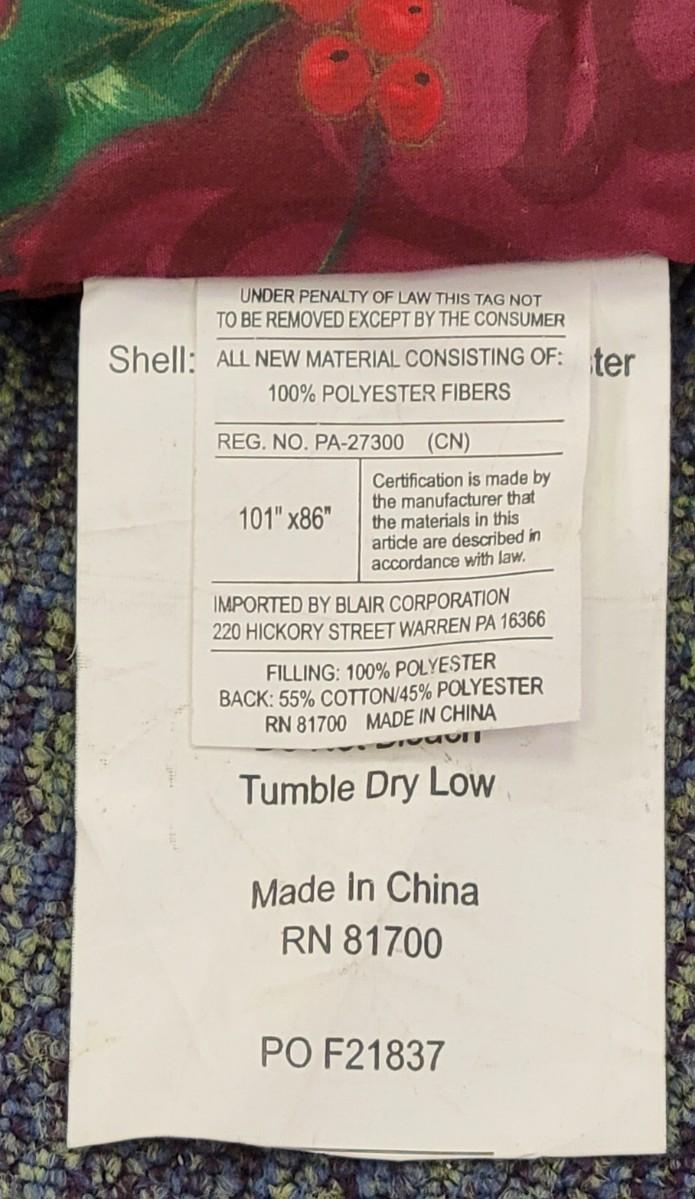 UNDER PENALTY OF LAW THIS TAG NOT
TO BE REMOVED EXCEPT BY THE CONSUMER
Shell:
ALL NEW MATERIAL CONSISTING OF:
100% POLYESTER FIBERS
REG. NO. PA-27300 (CN)
101" x86"
Certification is made by
the manufacturer that
the materials in this
article are described in
accordance with law.
IMPORTED BY BLAIR CORPORATION
220 HICKORY STREET WARREN PA 16366
FILLING: 100% POLYESTER
BACK: 55% COTTON/45% POLYESTER
RN 81700 MADE IN CHINA
Tumble Dry Low
Made In China
RN 81700
PO F21837